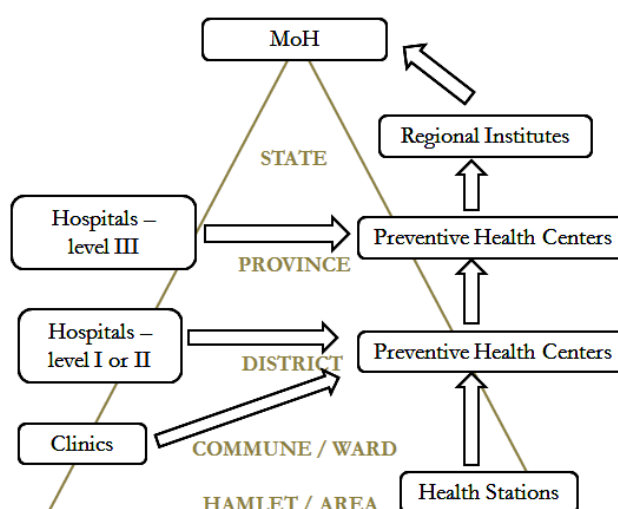 MoH
Regional Institutes
STATE
Hospitals –
level III
Preventive Health Centers
PROVINCE
Hospitals –
level I or II
Preventive Health Centers
DISTRICT
Clinics
COMMUNE / WARD
Health Stations
HAMLET / AREA